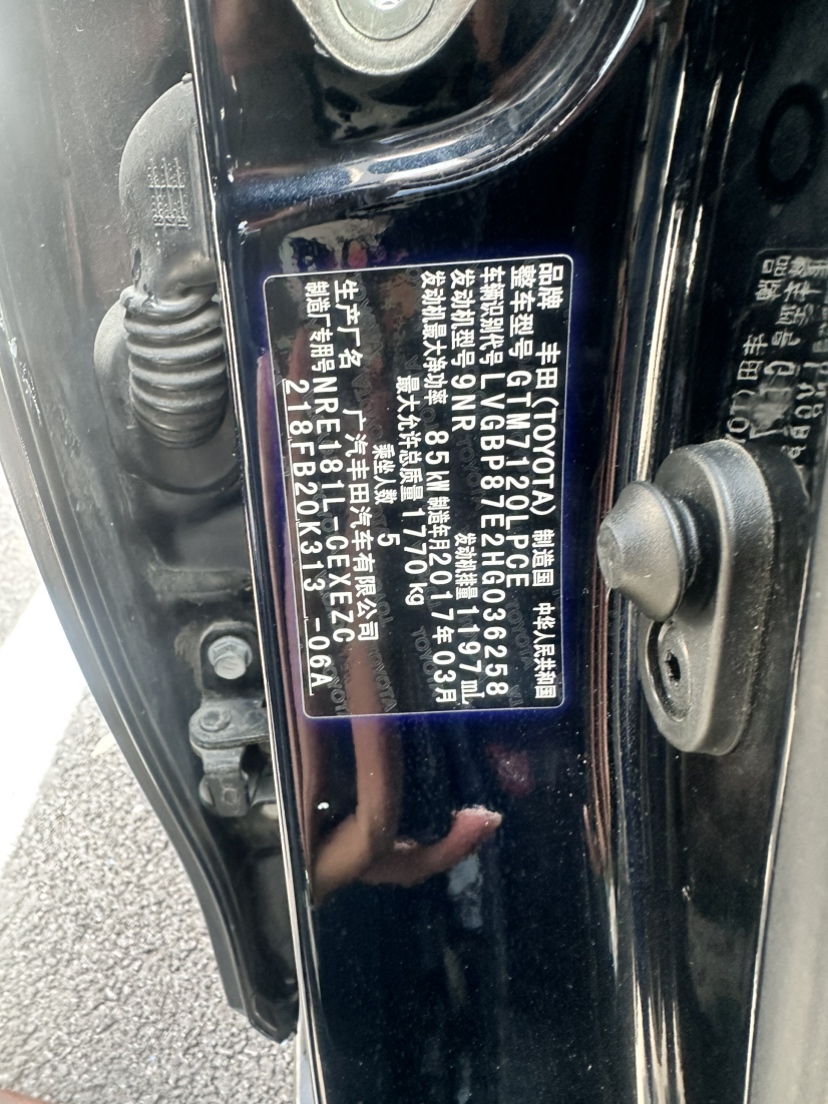 品牌 丰田(TOYOTA) 制造国 中华人民共和国
整车型号 GTM7120LPCE
车辆识别代号 LVGBP87E2HG036258
发动机型号 9NR 发动机排量 1197mL
发动机最大净功率 85kW 制造年月 2017年03月
最大允许总质量 1770kg
乘坐人数 5
生产厂名 广汽丰田汽车有限公司
制造厂专用号 NRE181L-CEXEZC
218FB20K313 -06A